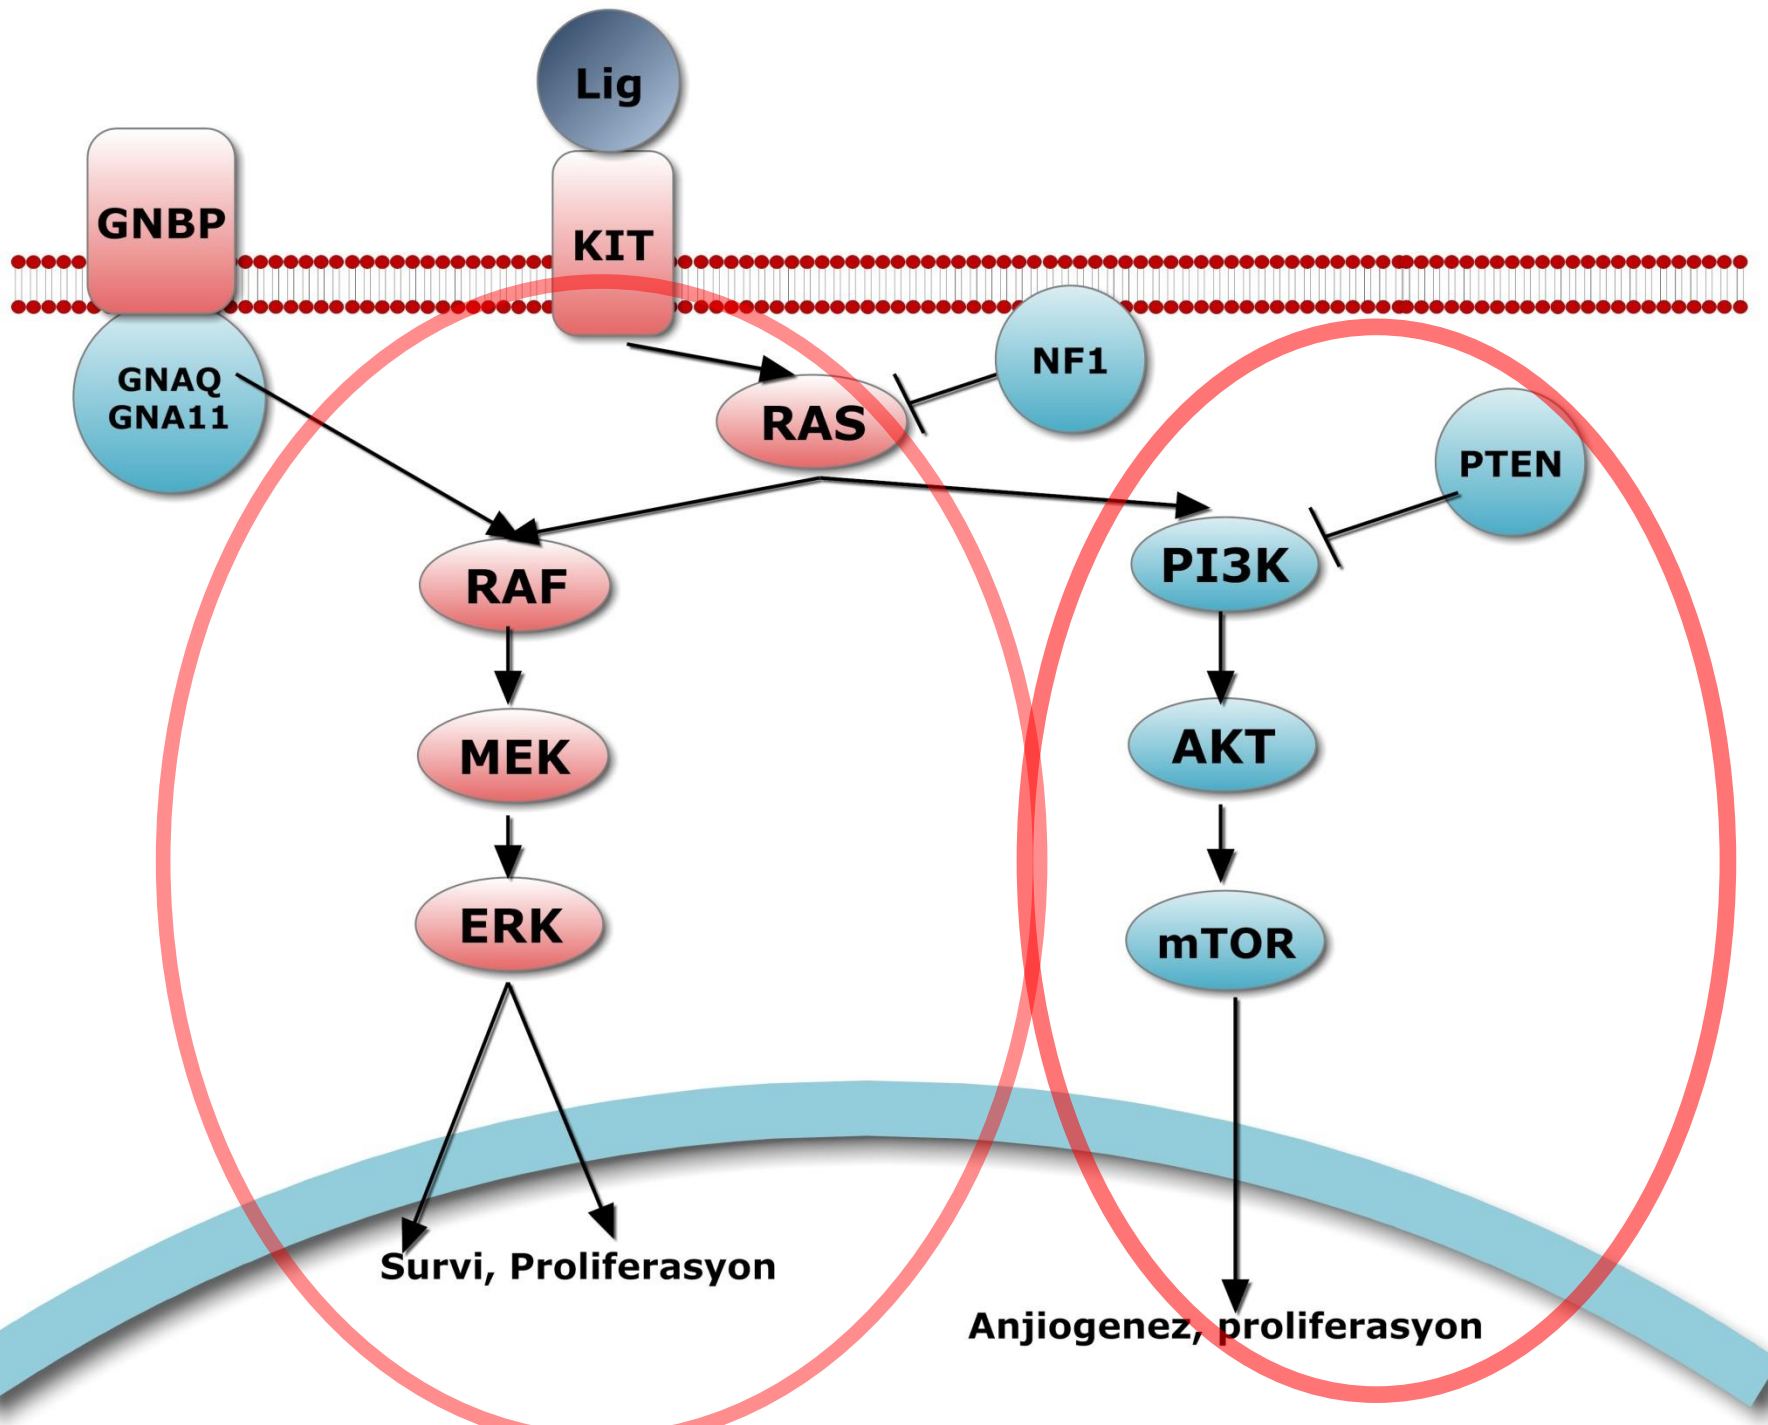 Lig
GNBP
KIT
GNAQ
GNA11
NF1
RAS
PTEN
RAF
PI3K
MEK
AKT
ERK
mTOR
Survi, Proliferasyon
Anjiogenez, proliferasyon